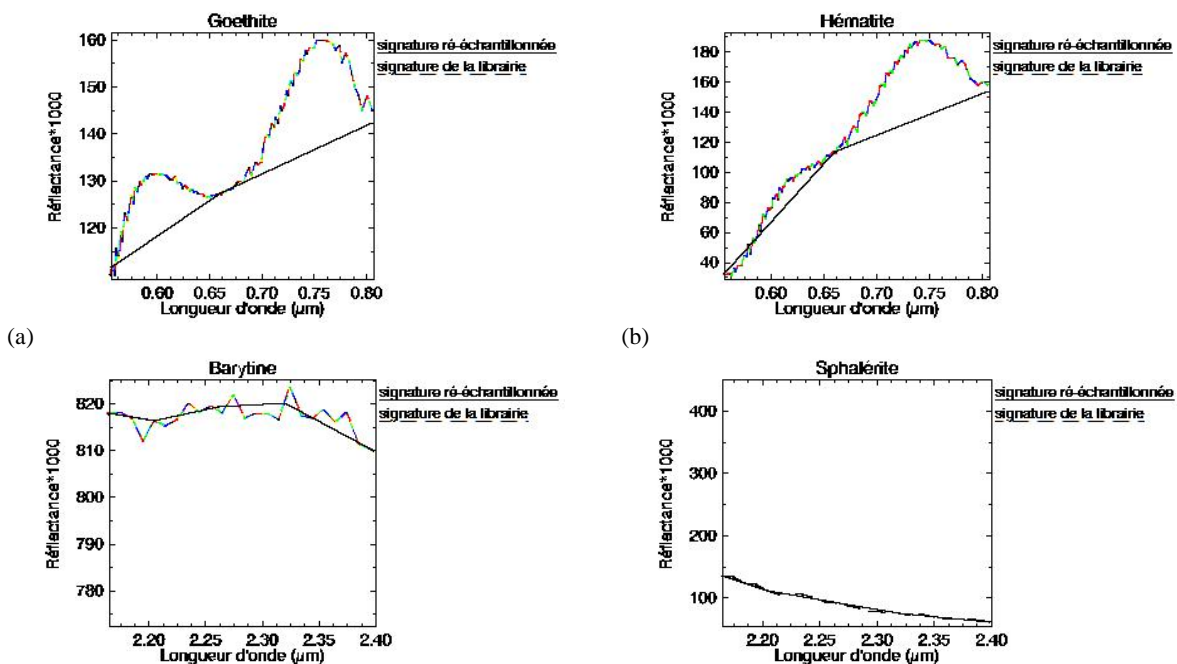 Goethite
signature ré-échantillonnée
signature de la librairie
Réflectance*1000
160
150
140
130
120
0.60 0.65 0.70 0.75 0.80
Longueur d'onde (µm)
(a)
Hématite
signature ré-échantillonnée
signature de la librairie
Réflectance*1000
180
160
140
120
100
80
60
40
0.60 0.65 0.70 0.75 0.80
Longueur d'onde (µm)
(b)
Barytine
signature ré-échantillonnée
signature de la librairie
Réflectance*1000
820
810
800
790
780
2.20 2.25 2.30 2.35 2.40
Longueur d'onde (µm)
Sphalérite
signature ré-échantillonnée
signature de la librairie
Réflectance*1000
400
300
200
100
2.20 2.25 2.30 2.35 2.40
Longueur d'onde (µm)